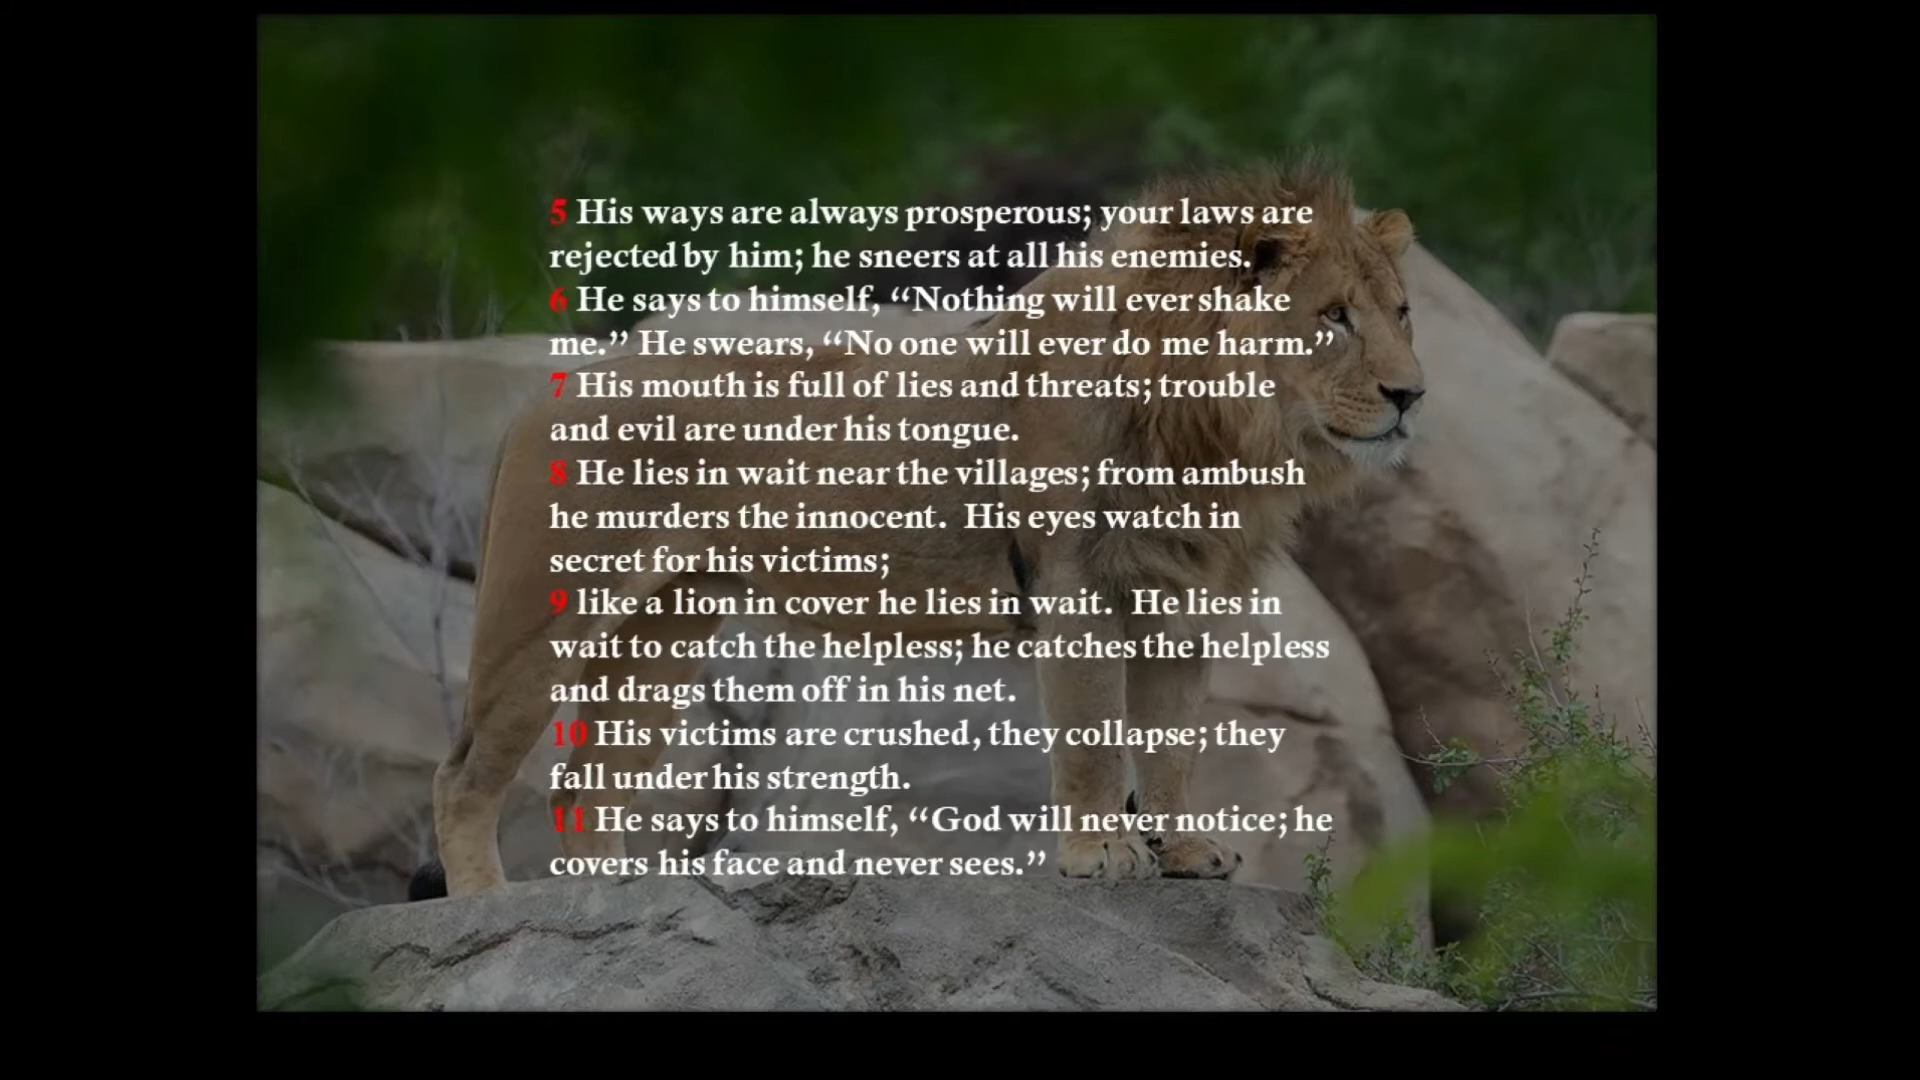 5 His ways are always prosperous; your laws are
rejected by him; he sneers at all his enemies.
6 He says to himself, “Nothing will ever shake
me.” He swears, “No one will ever do me harm.”
7 His mouth is full of lies and threats; trouble
and evil are under his tongue.
8 He lies in wait near the villages; from ambush
he murders the innocent. His eyes watch in
secret for his victims;
9 like a lion in cover he lies in wait. He lies in
wait to catch the helpless; he catches the helpless
and drags them off in his net.
10 His victims are crushed, they collapse; they
fall under his strength.
11 He says to himself, “God will never notice; he
covers his face and never sees.”